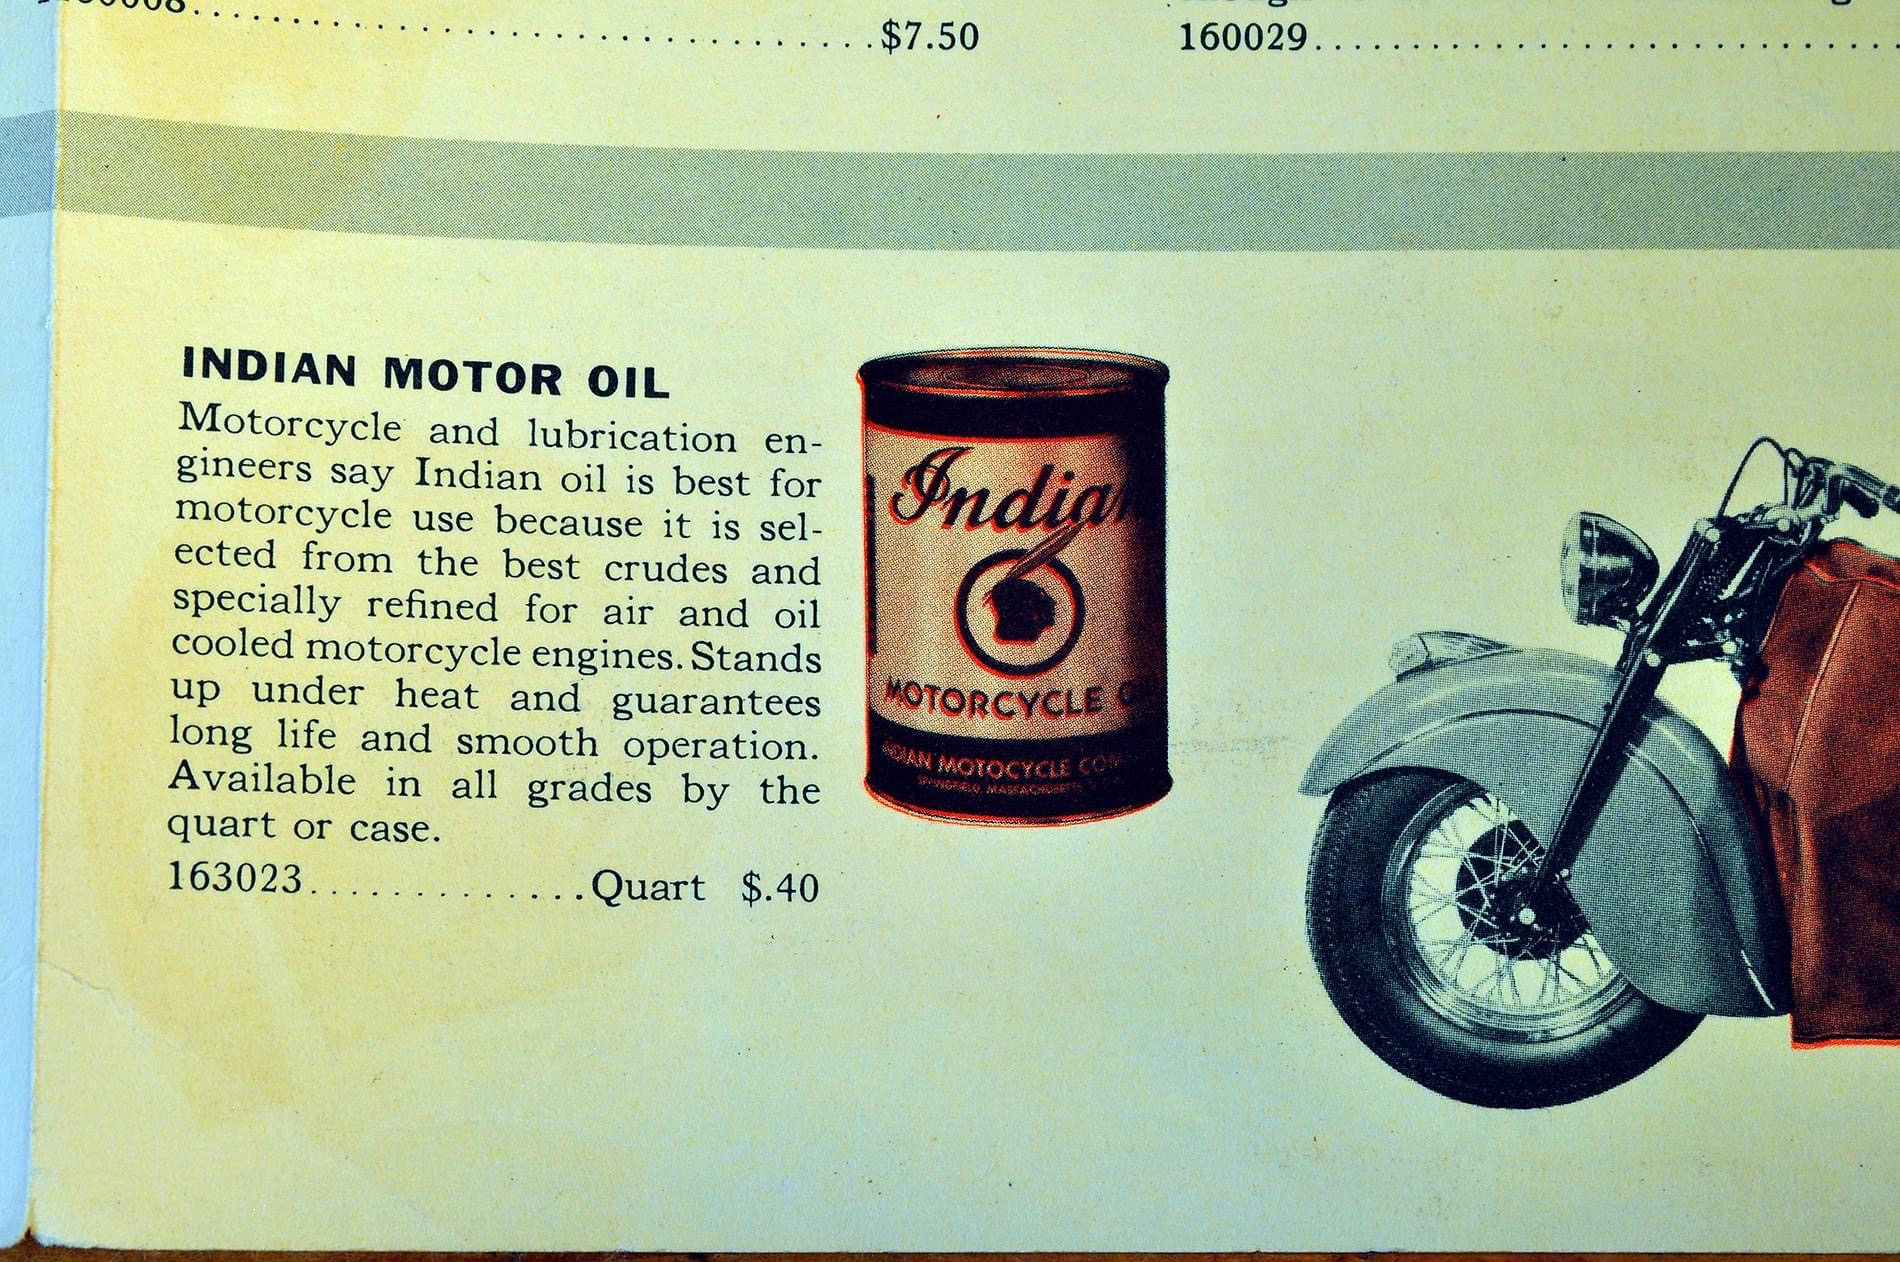 $7.50
160029
INDIAN MOTOR OIL
Motorcycle and lubrication en-
gineers say Indian oil is best for
motorcycle use because it is sel-
ected from the best crudes and
specially refined for air and oil
cooled motorcycle engines. Stands
up under heat and guarantees
long life and smooth operation.
Available in all grades by the
quart or case.
163023.............Quart $.40
Indian
MOTORCYCLE
INDIAN MOTOCYCLE
SPRINGFIELD, MASSACHUSETTS